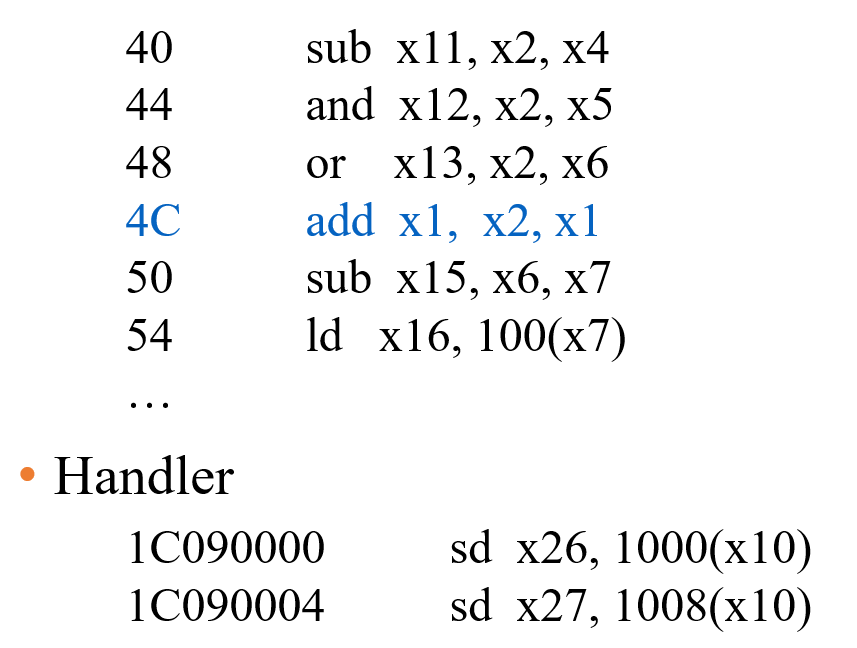 40 sub x11, x2, x4
44 and x12, x2, x5
48 or x13, x2, x6
4C add x1, x2, x1
50 sub x15, x6, x7
54 ld x16, 100(x7)
…
• Handler
1C090000 sd x26, 1000(x10)
1C090004 sd x27, 1008(x10)